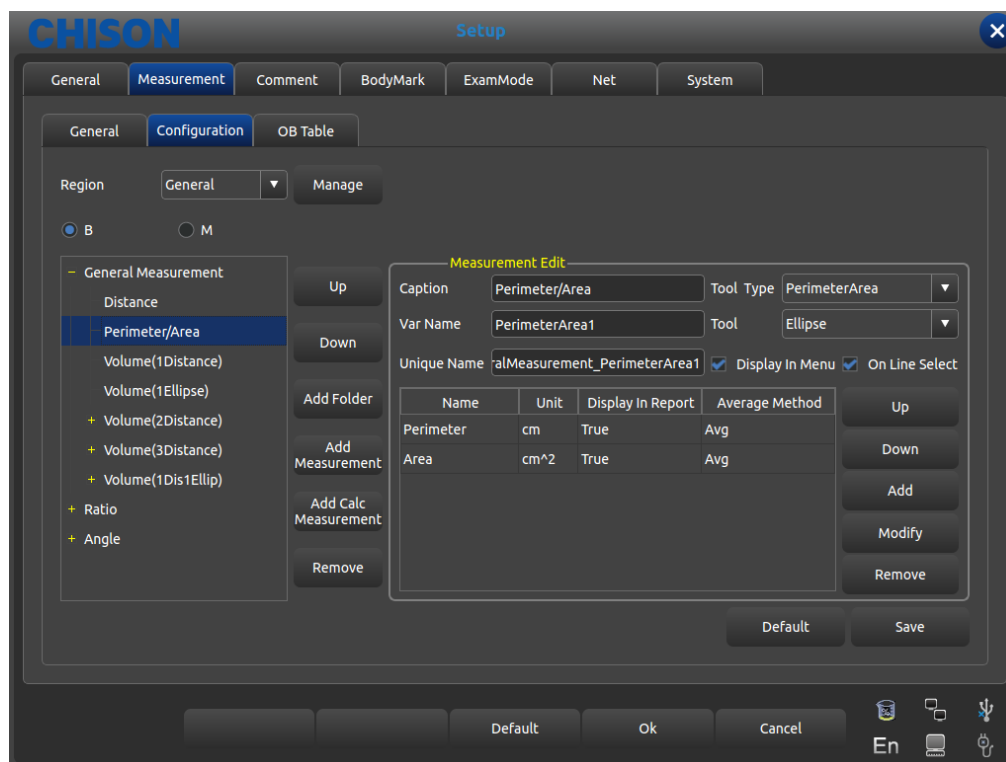 CHISON
Setup
General Measurement Comment BodyMark ExamMode Net System
General Configuration OB Table
Region General Manage
B M
General Measurement
Distance
Perimeter/Area
Volume(1Distance)
Volume(1Ellipse)
Volume(2Distance)
Volume(3Distance)
Volume(1Dis1Ellip)
Ratio
Angle
Up
Down
Add Folder
Add
Measurement
Add Calc
Measurement
Remove
Measurement Edit
Caption Perimeter/Area Tool Type PerimeterArea
Var Name PerimeterArea1 Tool Ellipse
Unique Name ralMeasurement_PerimeterArea1 Display In Menu On Line Select
Name Unit Display In Report Average Method
Perimeter cm True Avg
Area cm^2 True Avg
Up
Down
Add
Modify
Remove
Default Save
Default Ok Cancel
En